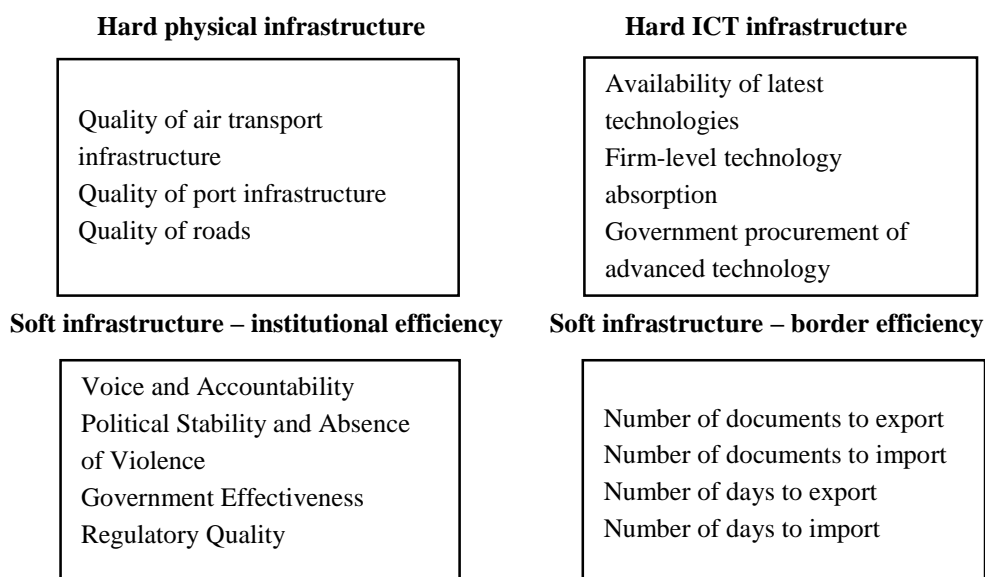 Hard physical infrastructure
Quality of air transport
infrastructure
Quality of port infrastructure
Quality of roads
Hard ICT infrastructure
Availability of latest
technologies
Firm-level technology
absorption
Government procurement of
advanced technology
Soft infrastructure – institutional efficiency
Voice and Accountability
Political Stability and Absence
of Violence
Government Effectiveness
Regulatory Quality
Soft infrastructure – border efficiency
Number of documents to export
Number of documents to import
Number of days to export
Number of days to import